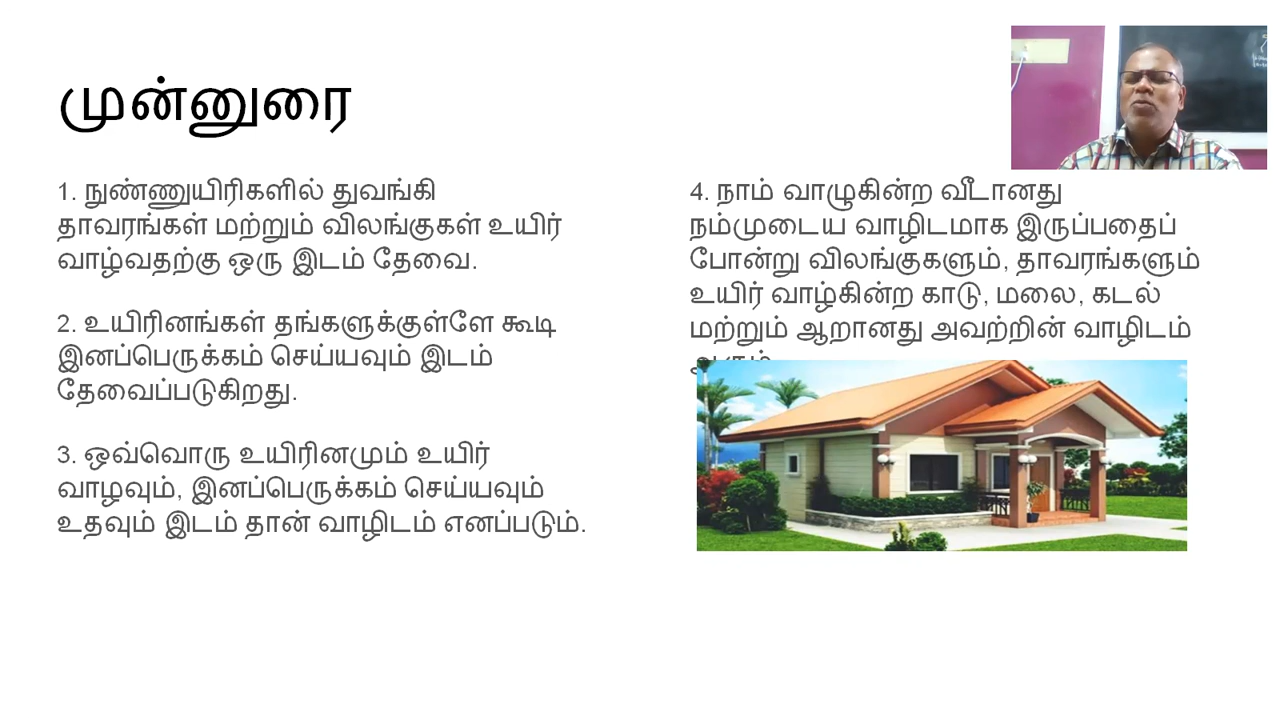 முன்னுரை
1. நுண்ணுயிரிகளில் துவங்கி
தாவரங்கள் மற்றும் விலங்குகள் உயிர்
வாழ்வதற்கு ஒரு இடம் தேவை.
2. உயிரினங்கள் தங்களுக்குள்ளே கூடி
இனப்பெருக்கம் செய்யவும் இடம்
தேவைப்படுகிறது.
3. ஒவ்வொரு உயிரினமும் உயிர்
வாழவும், இனப்பெருக்கம் செய்யவும்
உதவும் இடம் தான் வாழிடம் எனப்படும்.
4. நாம் வாழுகின்ற வீடானது
நம்முடைய வாழிடமாக இருப்பதைப்
போன்று விலங்குகளும், தாவரங்களும்
உயிர் வாழ்கின்ற காடு, மலை, கடல்
மற்றும் ஆறானது அவற்றின் வாழிடம்